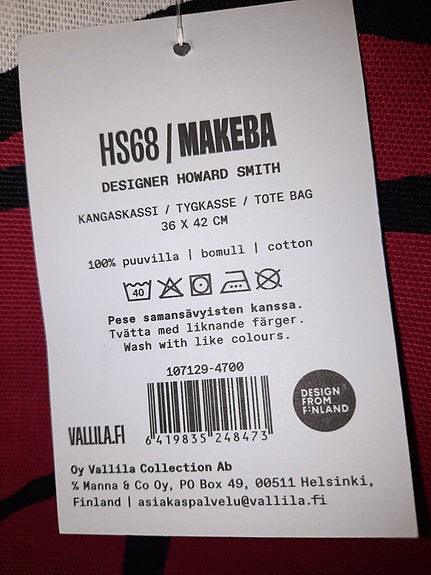 HS68 | MAKEBA
DESIGNER HOWARD SMITH
KANGASKASSI / TYGKASSE / TOTE BAG
36 X 42 CM
100% puuvilla | bomull | cotton
40
Pese samansävyisten kanssa.
Tvätta med liknande färger.
Wash with like colours.
107129-4700
6 419835 248473
VALLILA.FI
DESIGN
FROM
FINLAND
Oy Vallila Collection Ab
% Manna & Co Oy, PO Box 49, 00511 Helsinki,
Finland | asiakaspalvelu@vallila.fi